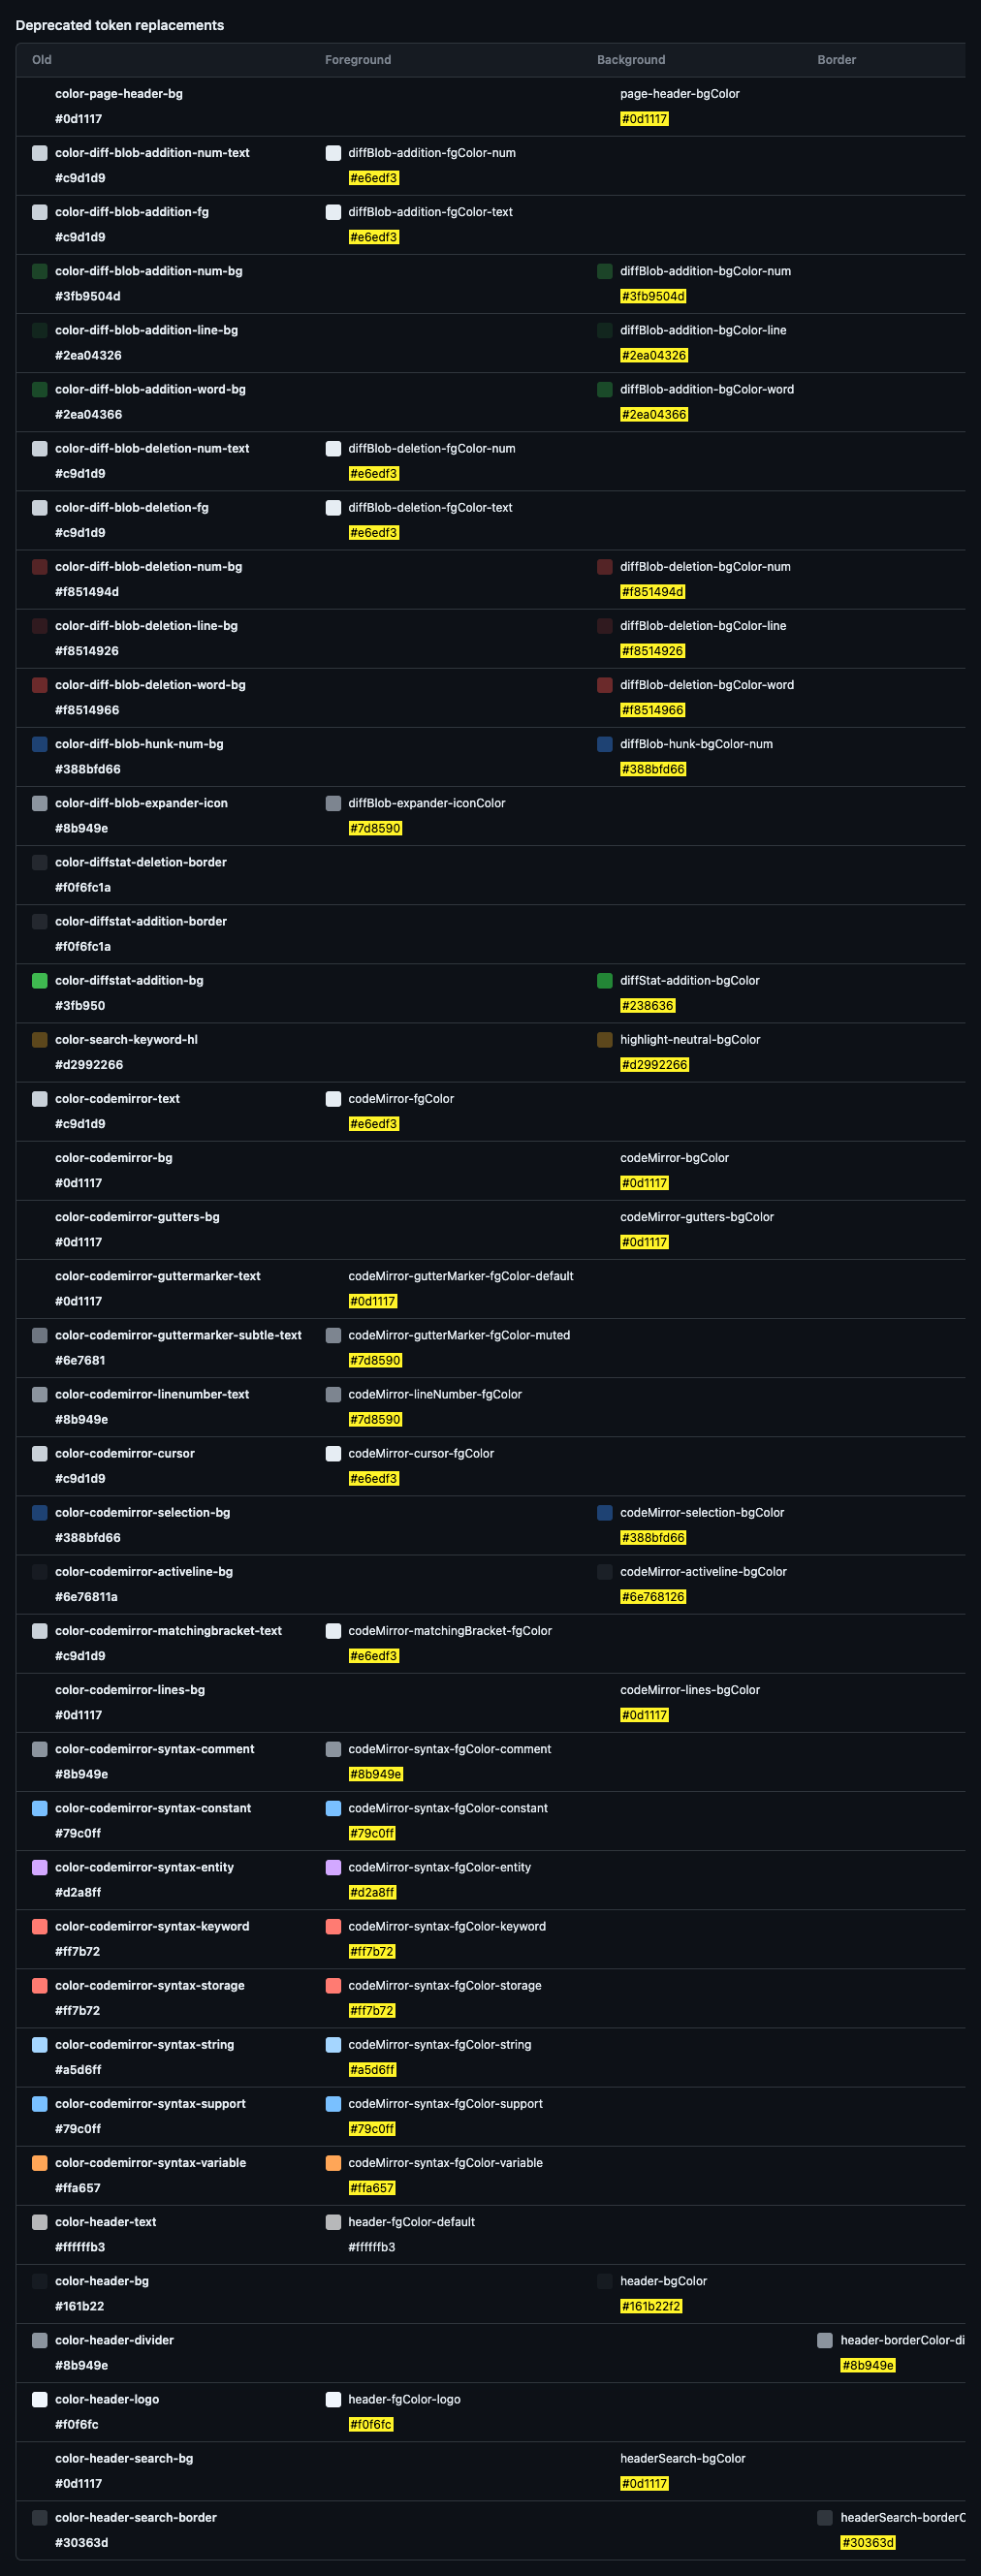 Deprecated token replacements
Old Foreground Background Border
color-page-header-bg page-header-bgColor
#0d1117 #0d1117
color-diff-blob-addition-num-text diffBlob-addition-fgColor-num
#c9d1d9 #e6edf3
color-diff-blob-addition-fg diffBlob-addition-fgColor-text
#c9d1d9 #e6edf3
color-diff-blob-addition-num-bg diffBlob-addition-bgColor-num
#3fb9504d #3fb9504d
color-diff-blob-addition-line-bg diffBlob-addition-bgColor-line
#2ea04326 #2ea04326
color-diff-blob-addition-word-bg diffBlob-addition-bgColor-word
#2ea04366 #2ea04366
color-diff-blob-deletion-num-text diffBlob-deletion-fgColor-num
#c9d1d9 #e6edf3
color-diff-blob-deletion-fg diffBlob-deletion-fgColor-text
#c9d1d9 #e6edf3
color-diff-blob-deletion-num-bg diffBlob-deletion-bgColor-num
#f851494d #f851494d
color-diff-blob-deletion-line-bg diffBlob-deletion-bgColor-line
#f8514926 #f8514926
color-diff-blob-deletion-word-bg diffBlob-deletion-bgColor-word
#f8514966 #f8514966
color-diff-blob-hunk-num-bg diffBlob-hunk-bgColor-num
#388bfd66 #388bfd66
color-diff-blob-expander-icon diffBlob-expander-iconColor
#8b949e #7d8590
color-diffstat-deletion-border
#f0f6fc1a
color-diffstat-addition-border
#f0f6fc1a
color-diffstat-addition-bg diffStat-addition-bgColor
#3fb950 #238636
color-search-keyword-hl highlight-neutral-bgColor
#d2992266 #d2992266
color-codemirror-text codeMirror-fgColor
#c9d1d9 #e6edf3
color-codemirror-bg codeMirror-bgColor
#0d1117 #0d1117
color-codemirror-gutters-bg codeMirror-gutters-bgColor
#0d1117 #0d1117
color-codemirror-guttermarker-text codeMirror-gutterMarker-fgColor-default
#0d1117 #0d1117
color-codemirror-guttermarker-subtle-text codeMirror-gutterMarker-fgColor-muted
#6e7681 #7d8590
color-codemirror-linenumber-text codeMirror-lineNumber-fgColor
#8b949e #7d8590
color-codemirror-cursor codeMirror-cursor-fgColor
#c9d1d9 #e6edf3
color-codemirror-selection-bg codeMirror-selection-bgColor
#388bfd66 #388bfd66
color-codemirror-activeline-bg codeMirror-activeline-bgColor
#6e76811a #6e768126
color-codemirror-matchingbracket-text codeMirror-matchingBracket-fgColor
#c9d1d9 #e6edf3
color-codemirror-lines-bg codeMirror-lines-bgColor
#0d1117 #0d1117
color-codemirror-syntax-comment codeMirror-syntax-fgColor-comment
#8b949e #8b949e
color-codemirror-syntax-constant codeMirror-syntax-fgColor-constant
#79c0ff #79c0ff
color-codemirror-syntax-entity codeMirror-syntax-fgColor-entity
#d2a8ff #d2a8ff
color-codemirror-syntax-keyword codeMirror-syntax-fgColor-keyword
#ff7b72 #ff7b72
color-codemirror-syntax-storage codeMirror-syntax-fgColor-storage
#ff7b72 #ff7b72
color-codemirror-syntax-string codeMirror-syntax-fgColor-string
#a5d6ff #a5d6ff
color-codemirror-syntax-support codeMirror-syntax-fgColor-support
#79c0ff #79c0ff
color-codemirror-syntax-variable codeMirror-syntax-fgColor-variable
#ffa657 #ffa657
color-header-text header-fgColor-default
#ffffffb3 #ffffffb3
color-header-bg header-bgColor
#161b22 #161b22f2
color-header-divider header-borderColor-di
#8b949e #8b949e
color-header-logo header-fgColor-logo
#f0f6fc #f0f6fc
color-header-search-bg headerSearch-bgColor
#0d1117 #0d1117
color-header-search-border headerSearch-borderC
#30363d #30363d